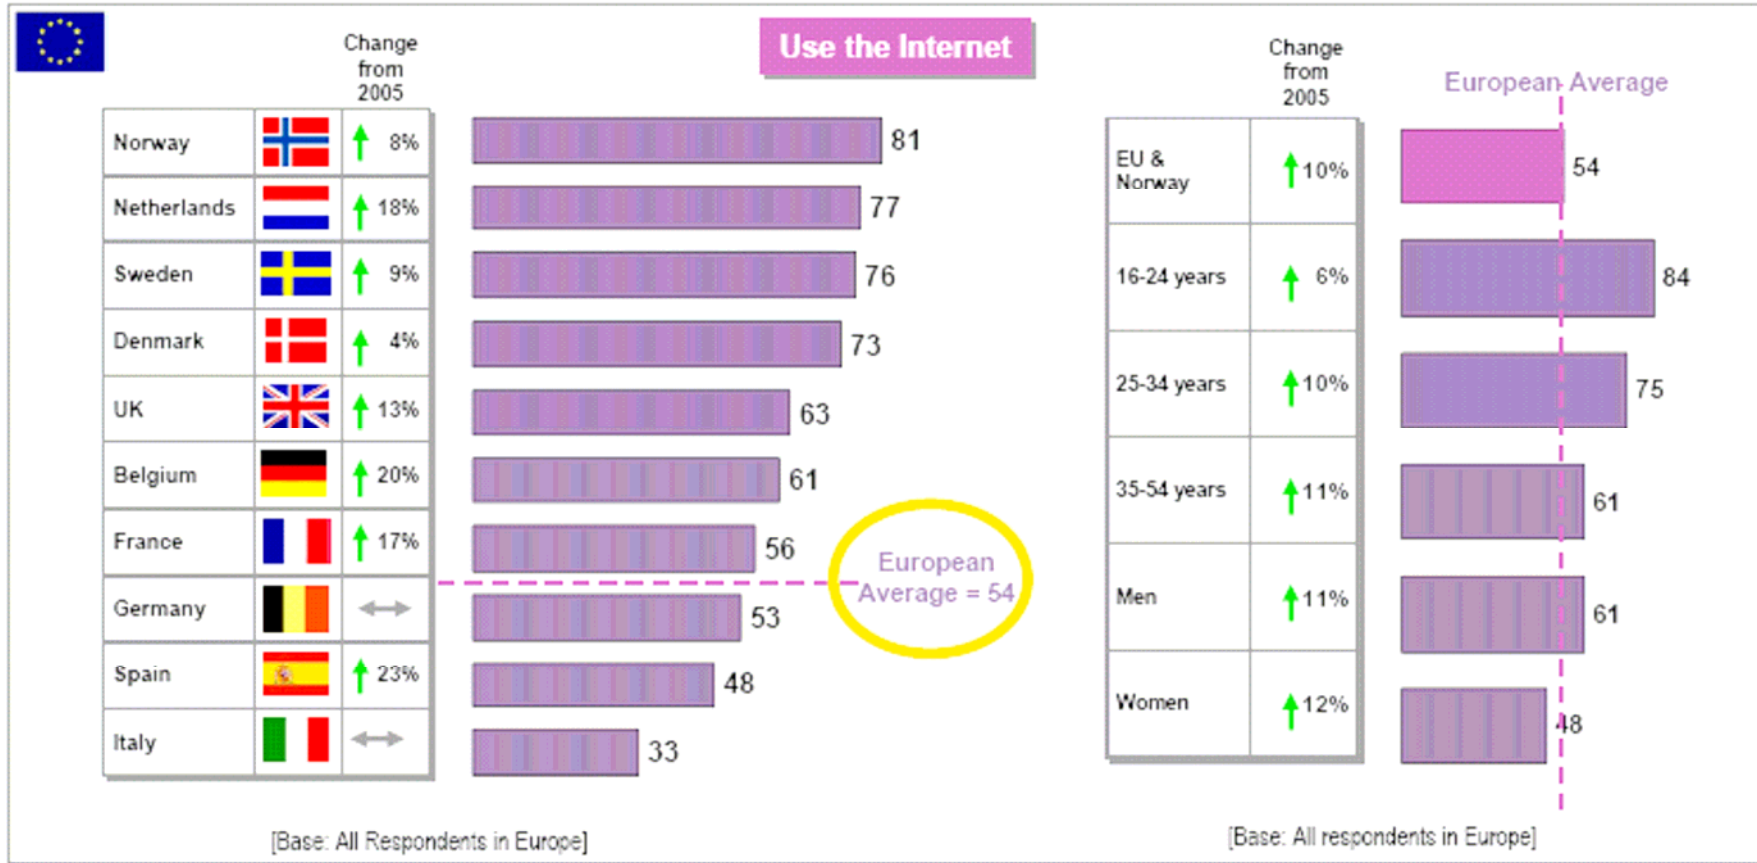 Use the Internet
Change
from
2005
Norway 8% 81
Netherlands 18% 77
Sweden 9% 76
Denmark 4% 73
UK 13% 63
Belgium 20% 61
France 17% 56
European
Average = 54
Germany 53
Spain 23% 48
Italy 33
[Base: All Respondents in Europe]
Change
from
2005
European Average
EU &
Norway 10% 54
16-24 years 6% 84
25-34 years 10% 75
35-54 years 11% 61
Men 11% 61
Women 12% 48
[Base: All respondents in Europe]